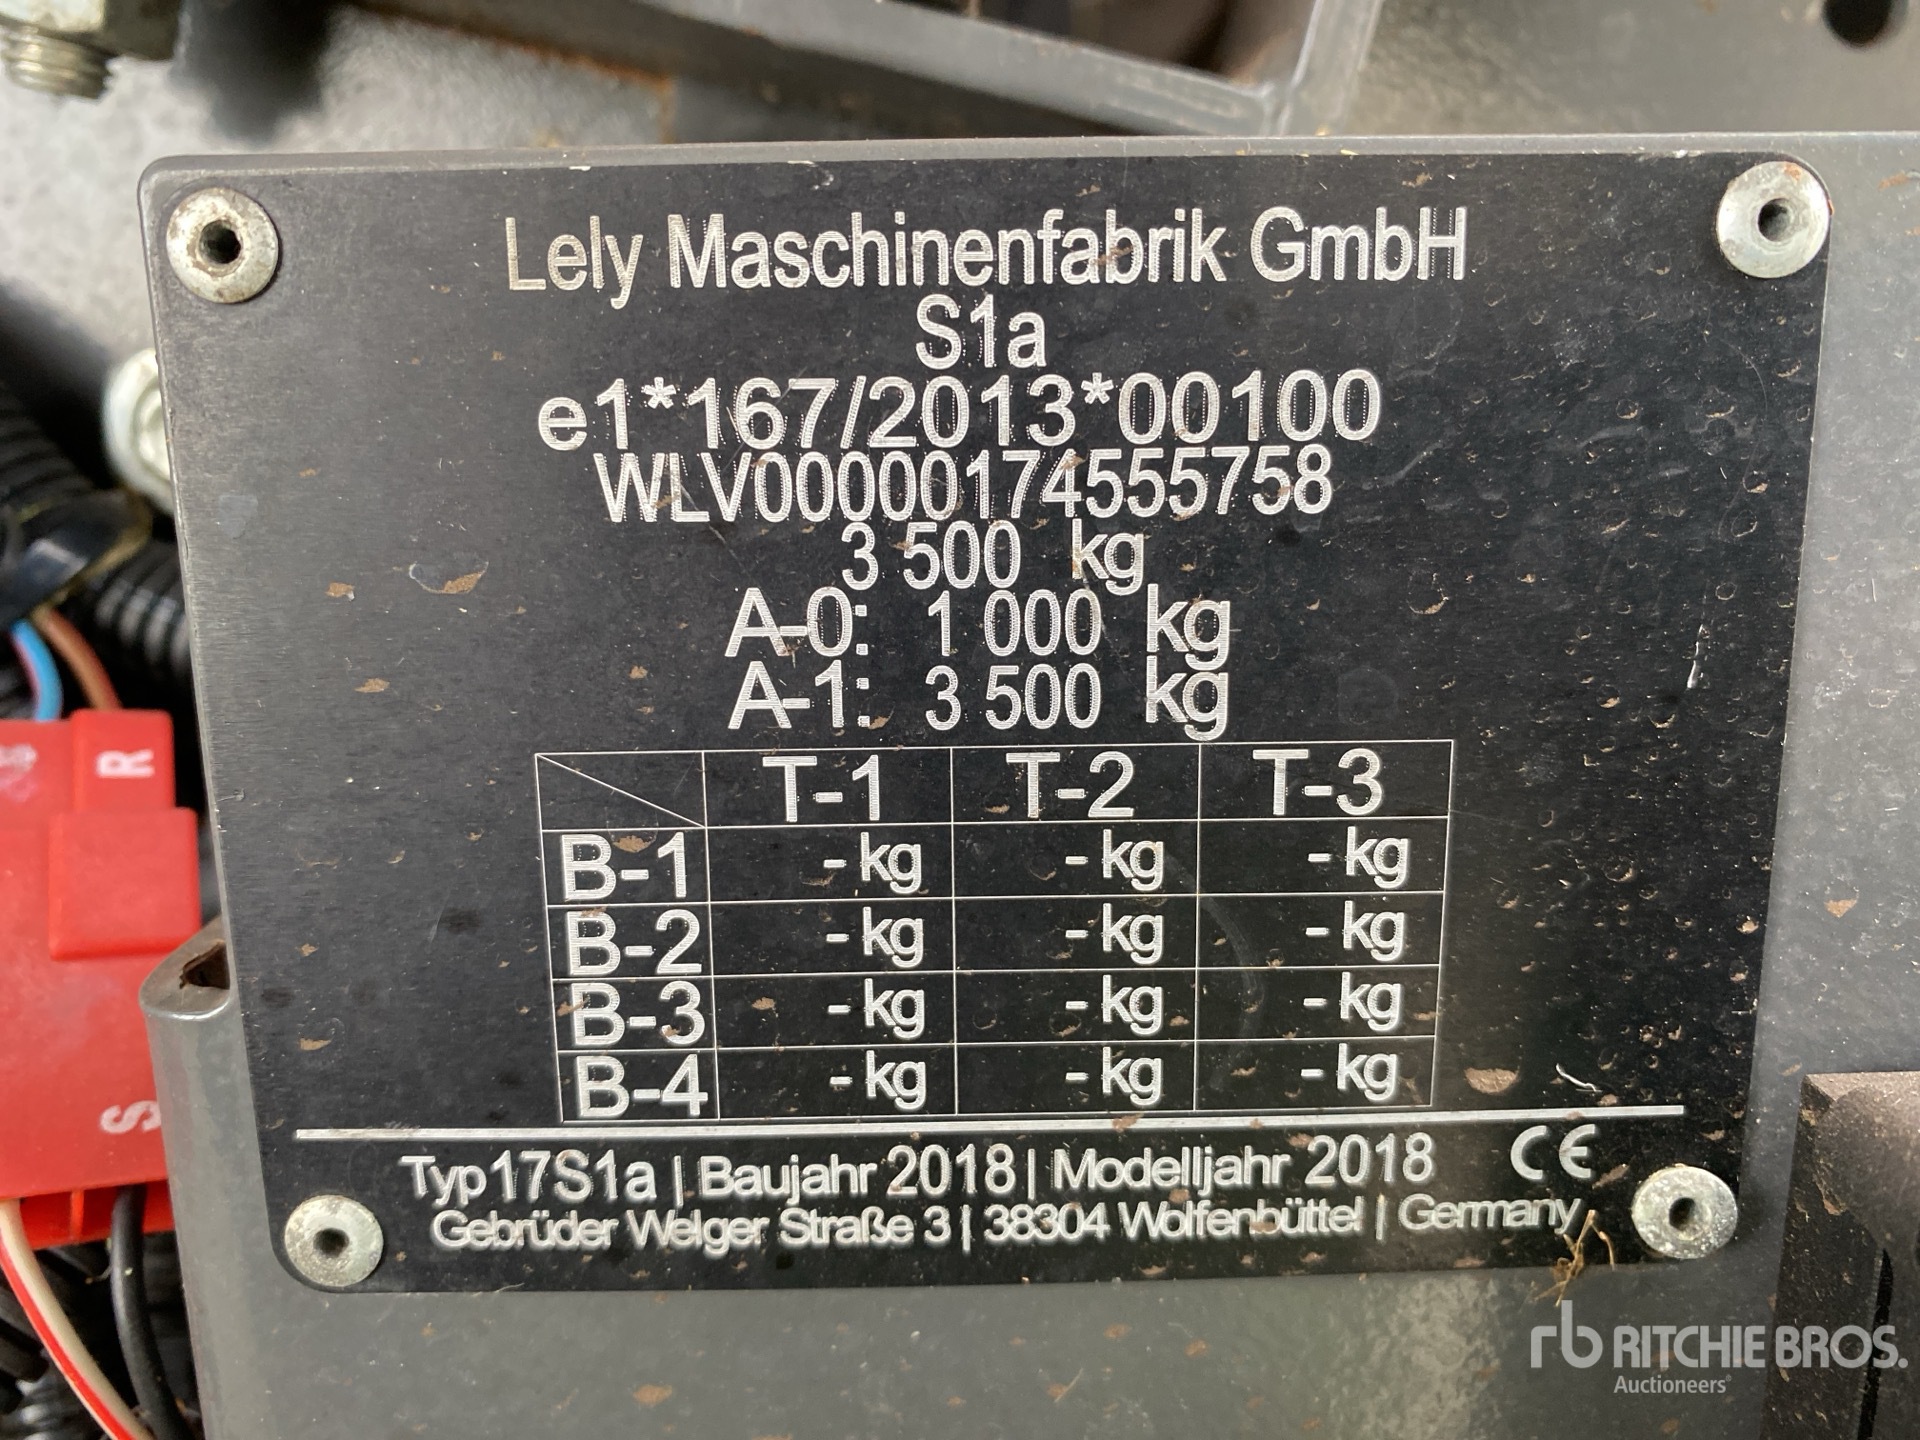 Lely Maschinenfabrik GmbH
S1a
e1*167/2013*00100
WLV00000174555758
3 500 kg
A-0: 1 000 kg
A-1: 3 500 kg
T-1 T-2 T-3
B-1 - kg - kg - kg
B-2 - kg - kg - kg
B-3 - kg - kg - kg
B-4 - kg - kg - kg
Typ 17S1a | Baujahr 2018 | Modelljahr 2018 CE
Gebrüder Welger Straße 3 | 38304 Wolfenbüttel | Germany
R
S
rb RITCHIE BROS.
Auctioneers